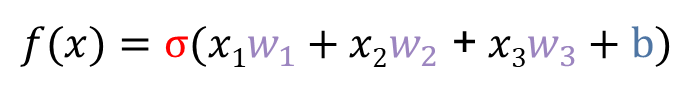 f(x) = σ(x₁w₁ + x₂w₂ + x₃w₃ + b)